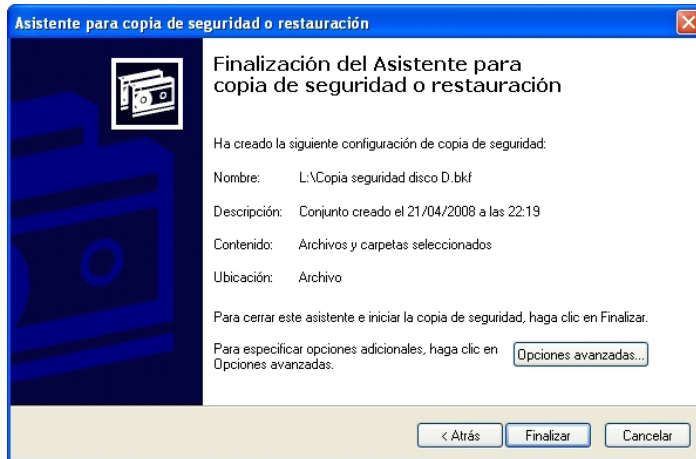 Asistente para copia de seguridad o restauración
Finalización del Asistente para
copia de seguridad o restauración
Ha creado la siguiente configuración de copia de seguridad:
Nombre: L:\Copia seguridad disco D.bkf
Descripción: Conjunto creado el 21/04/2008 a las 22:19
Contenido: Archivos y carpetas seleccionados
Ubicación: Archivo
Para cerrar este asistente e iniciar la copia de seguridad, haga clic en Finalizar.
Para especificar opciones adicionales, haga clic en
Opciones avanzadas.
Opciones avanzadas...
< Atrás Finalizar Cancelar